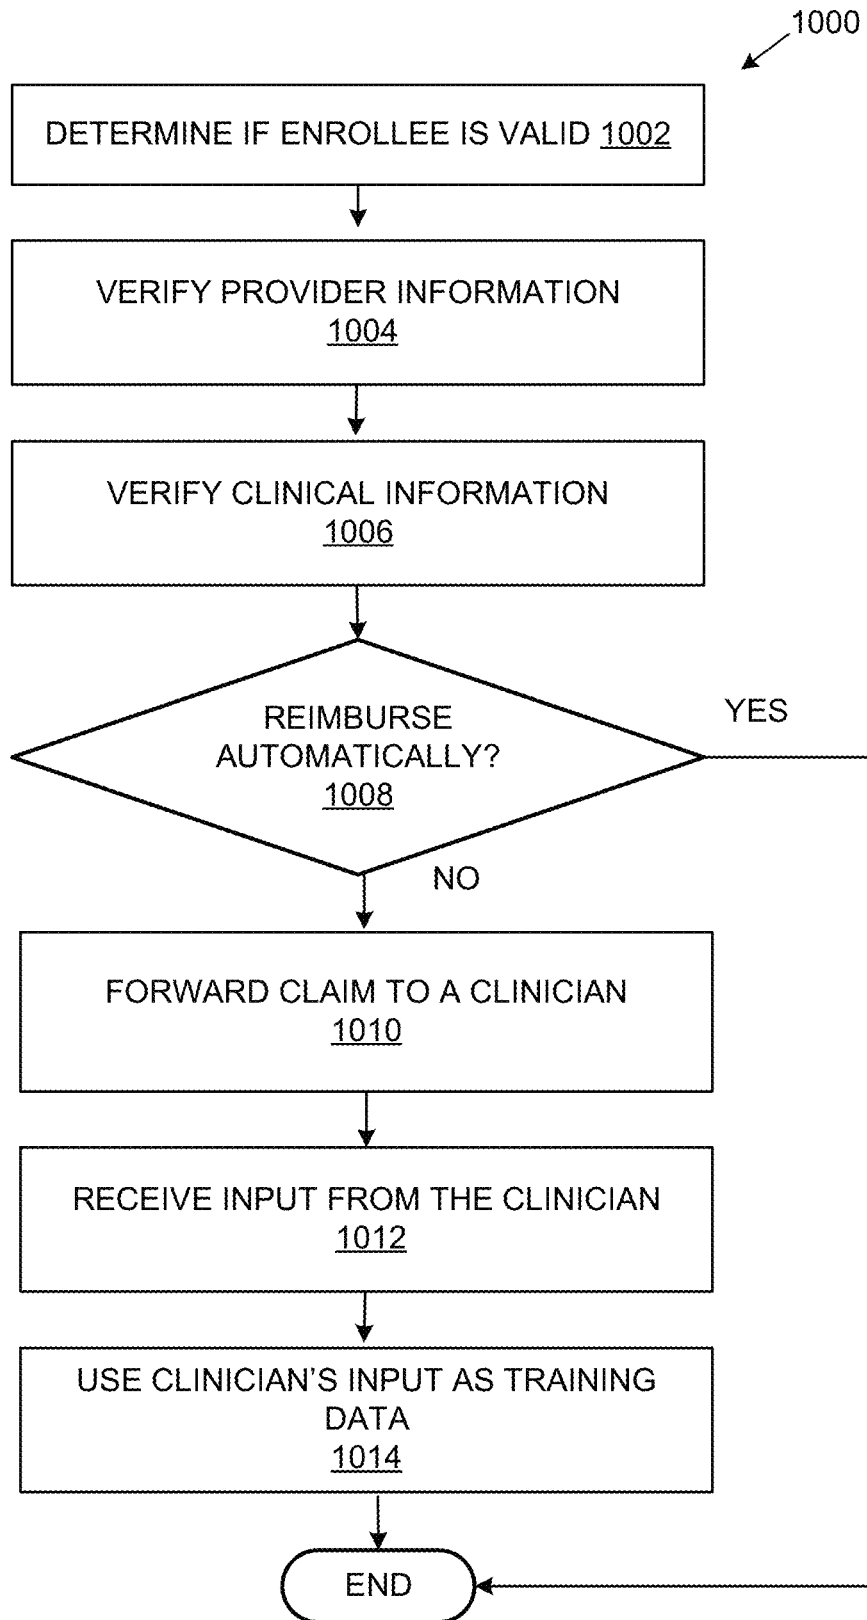 1000
DETERMINE IF ENROLLEE IS VALID 1002
VERIFY PROVIDER INFORMATION
1004
VERIFY CLINICAL INFORMATION
1006
REIMBURSE
AUTOMATICALLY?
1008
YES
NO
FORWARD CLAIM TO A CLINICIAN
1010
RECEIVE INPUT FROM THE CLINICIAN
1012
USE CLINICIAN'S INPUT AS TRAINING
DATA
1014
END